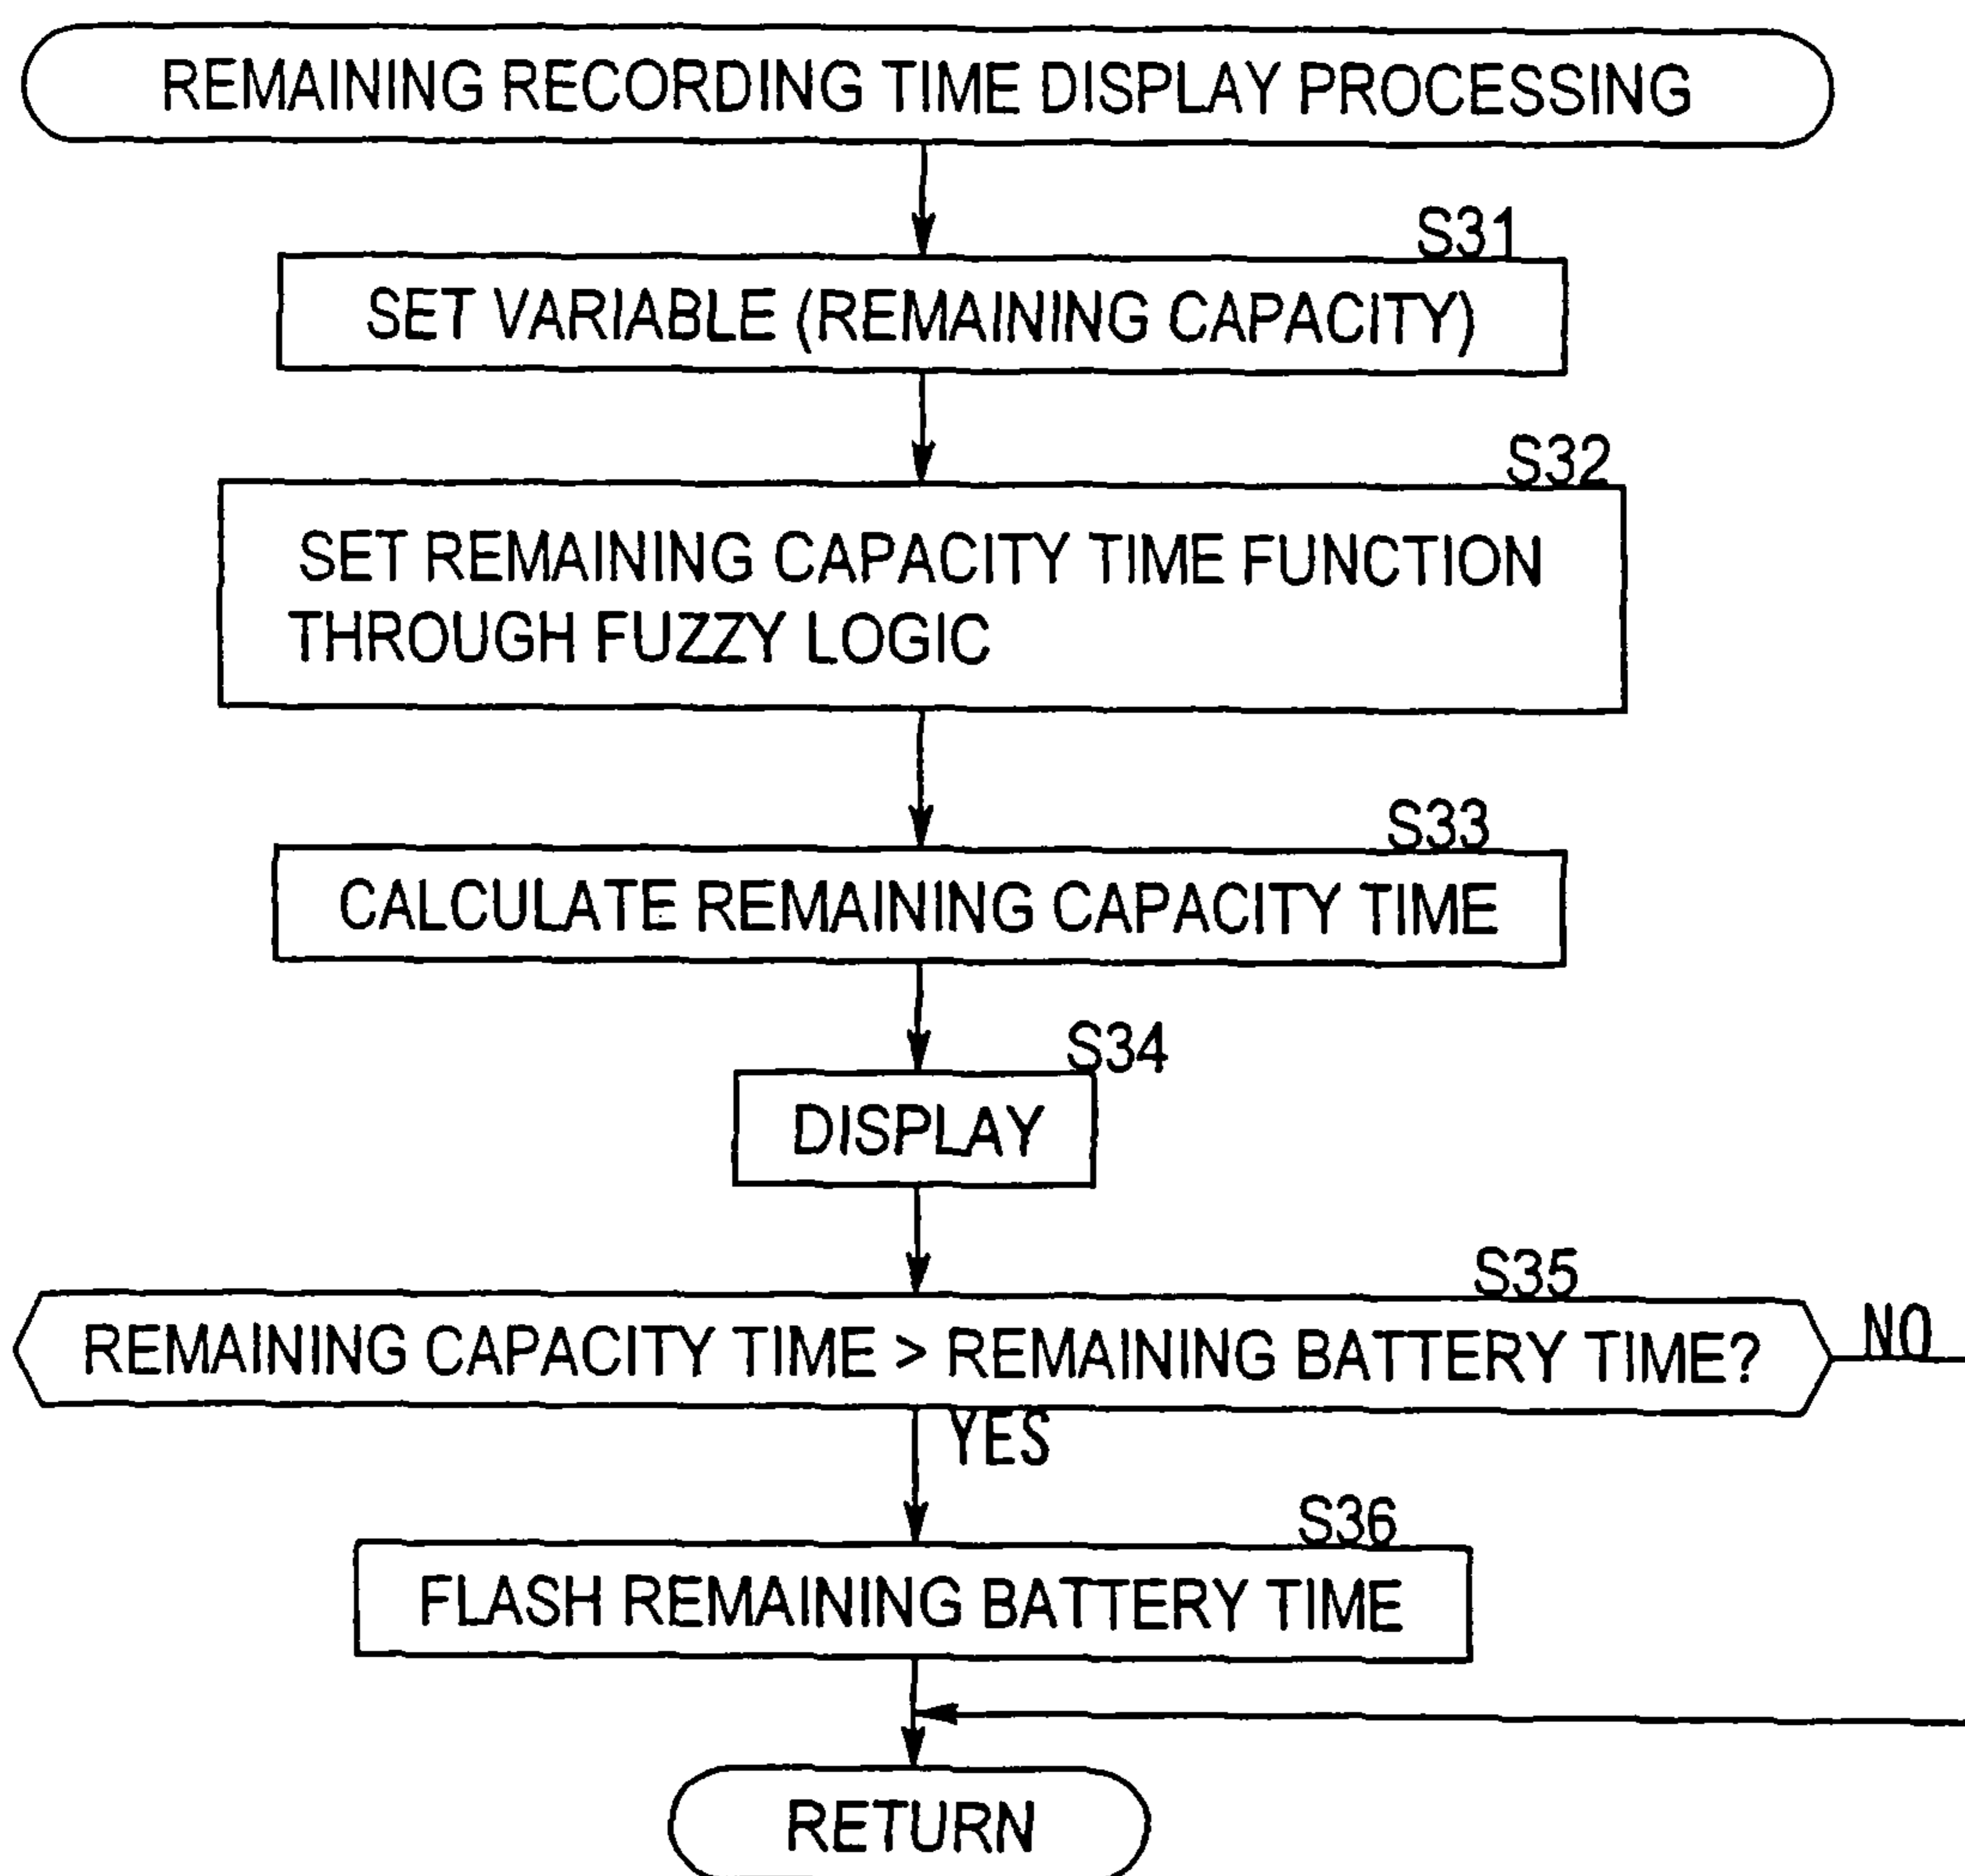 REMAINING RECORDING TIME DISPLAY PROCESSING
S31
SET VARIABLE (REMAINING CAPACITY)
S32
SET REMAINING CAPACITY TIME FUNCTION
THROUGH FUZZY LOGIC
S33
CALCULATE REMAINING CAPACITY TIME
S34
DISPLAY
S35
REMAINING CAPACITY TIME > REMAINING BATTERY TIME?
NO
YES
S36
FLASH REMAINING BATTERY TIME
RETURN